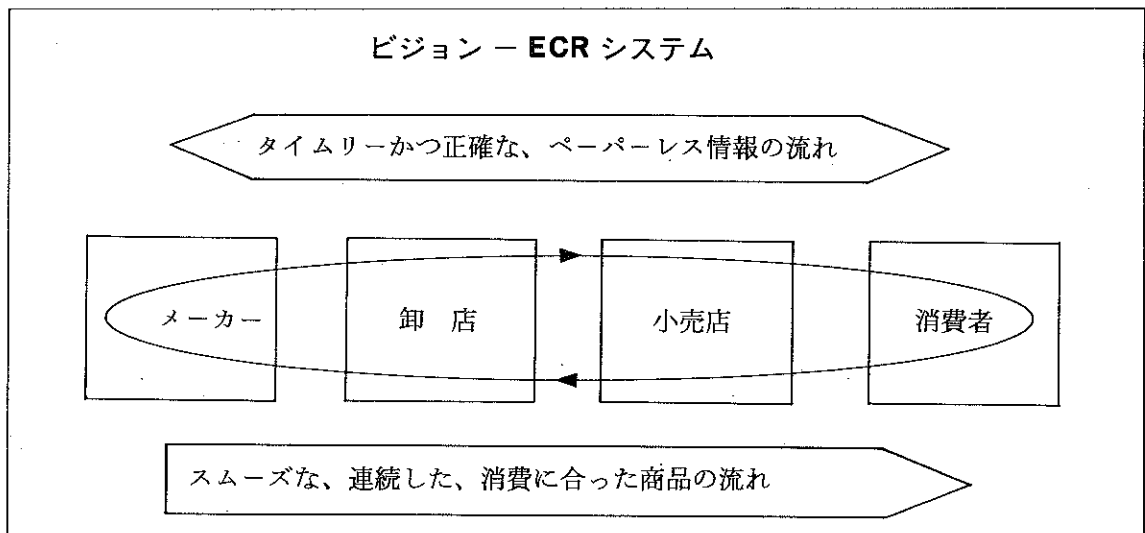 ビジョン － ECR システム
タイムリーかつ正確な、ペーパーレス情報の流れ
メーカー
卸　店
小売店
消費者
スムーズな、連続した、消費に合った商品の流れ